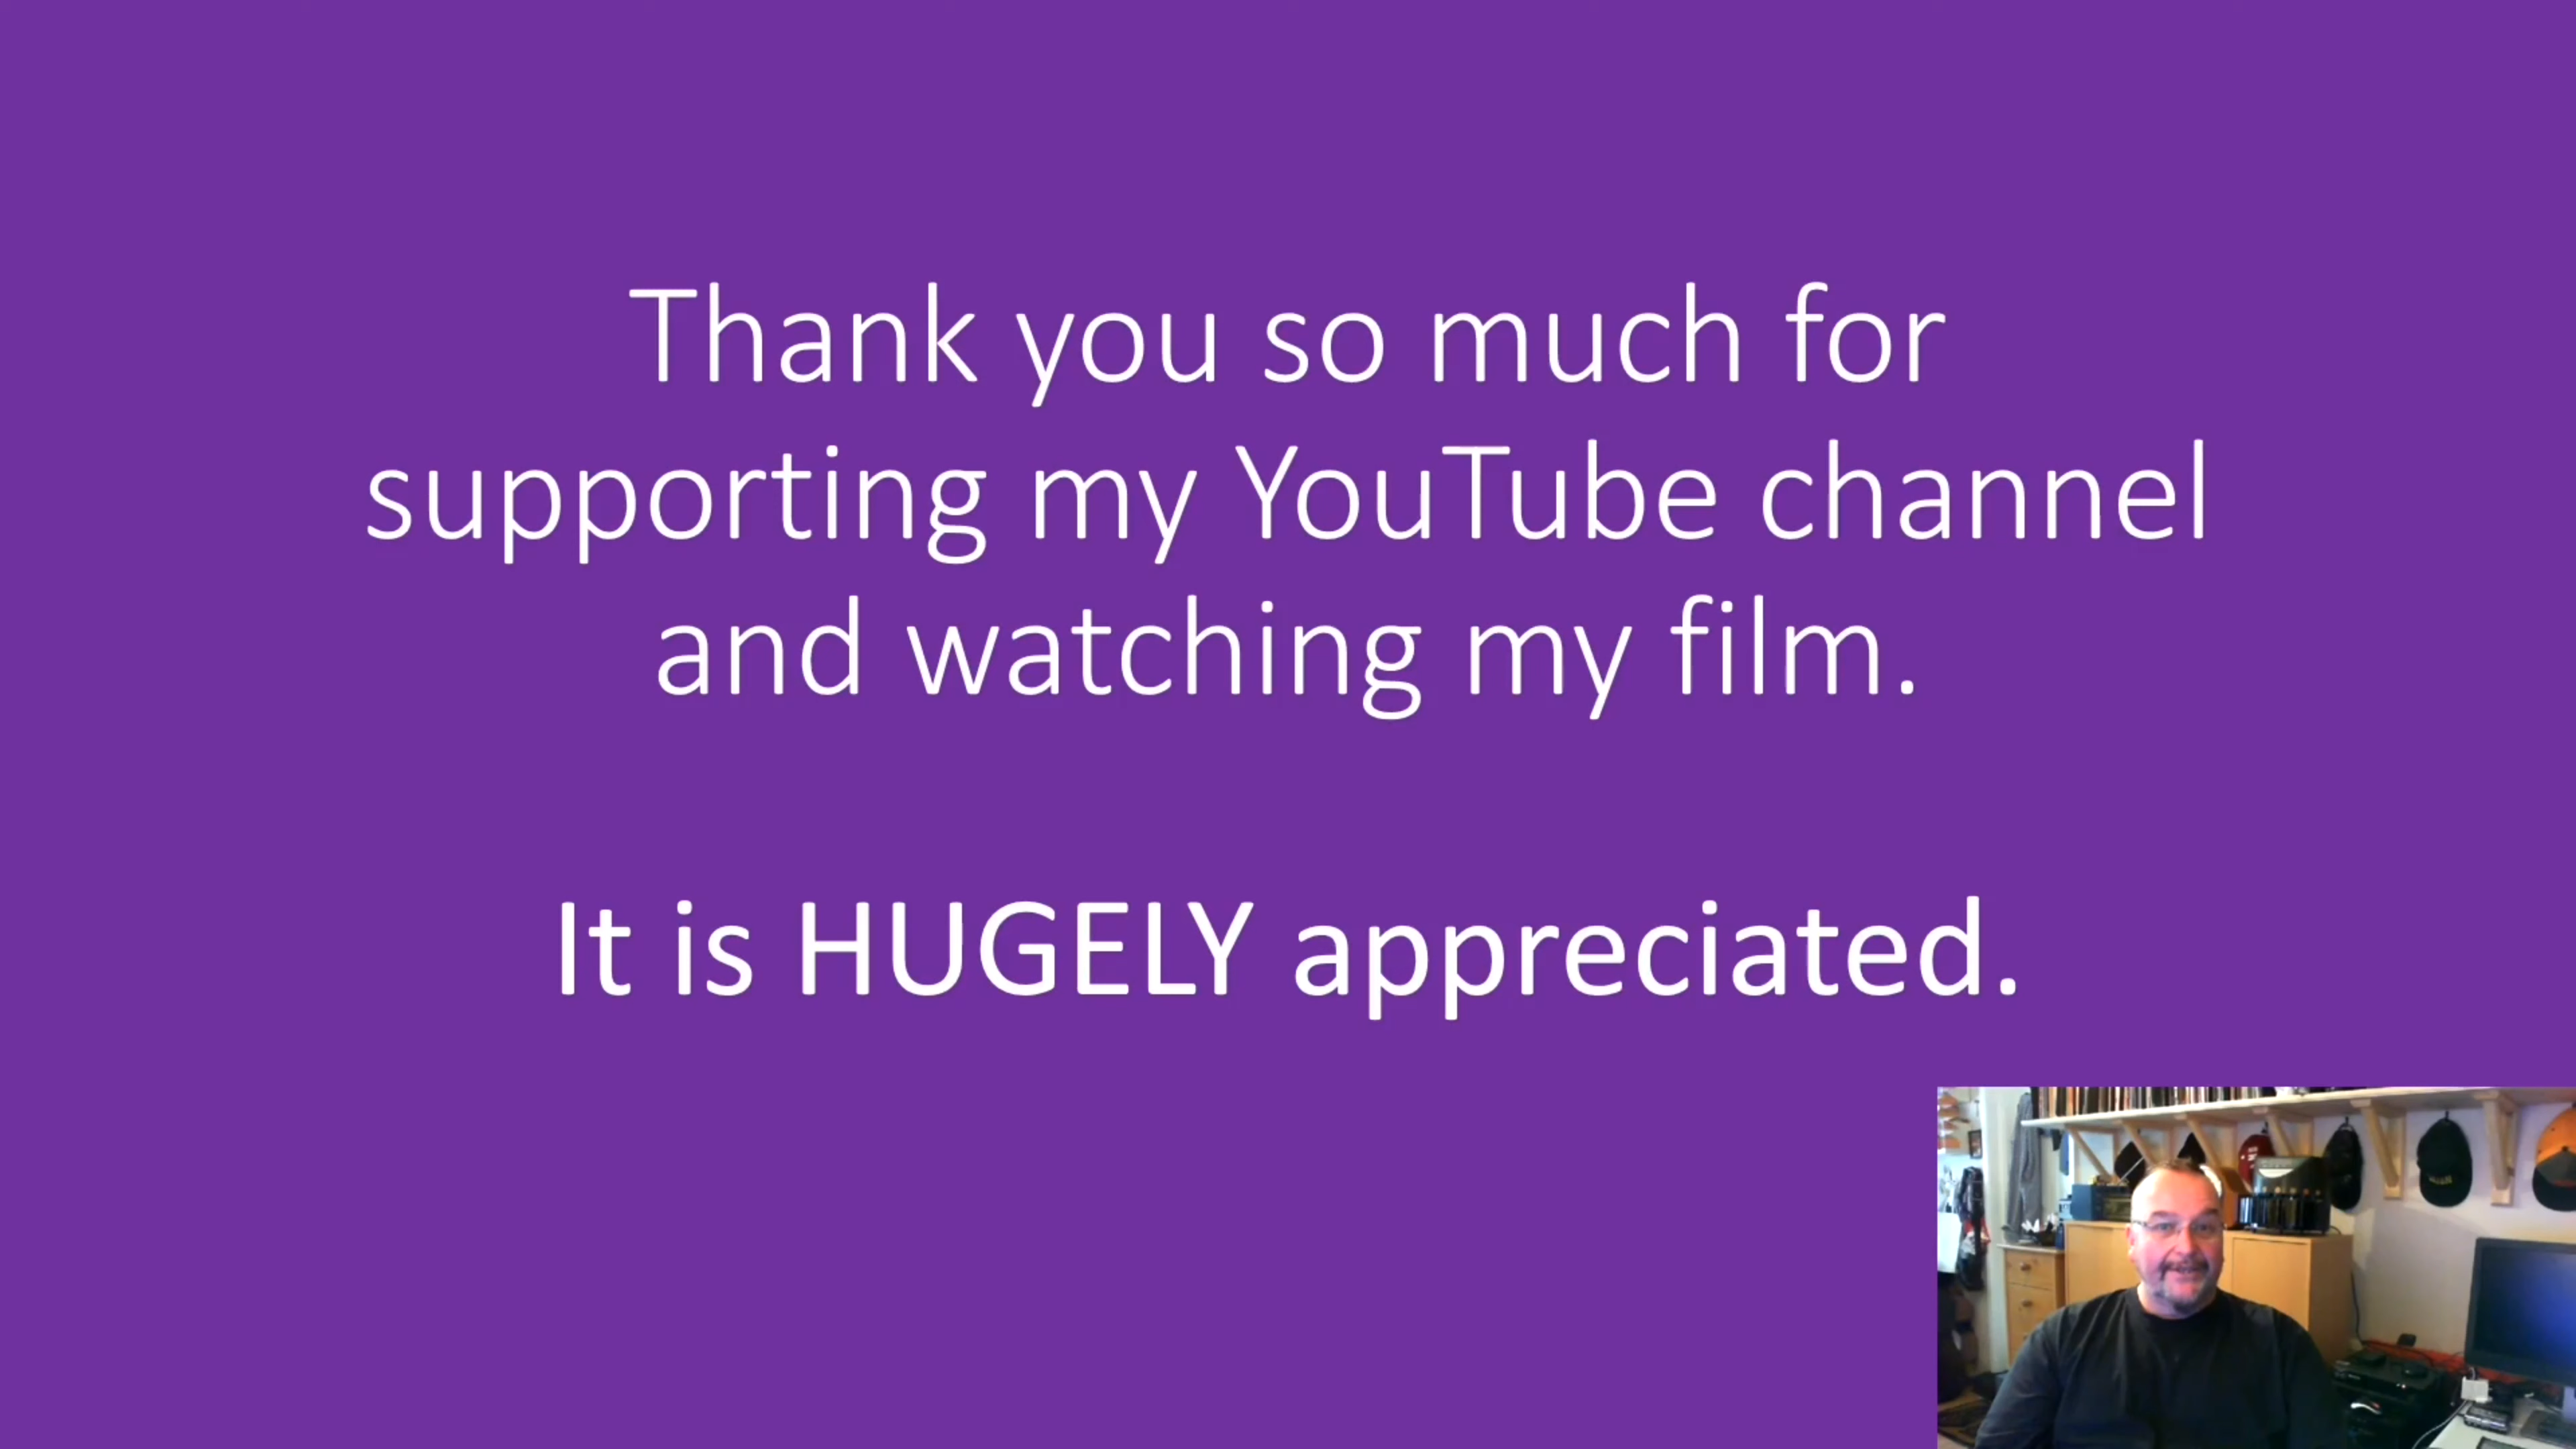 Thank you so much for
supporting my YouTube channel
and watching my film.
It is HUGELY appreciated.